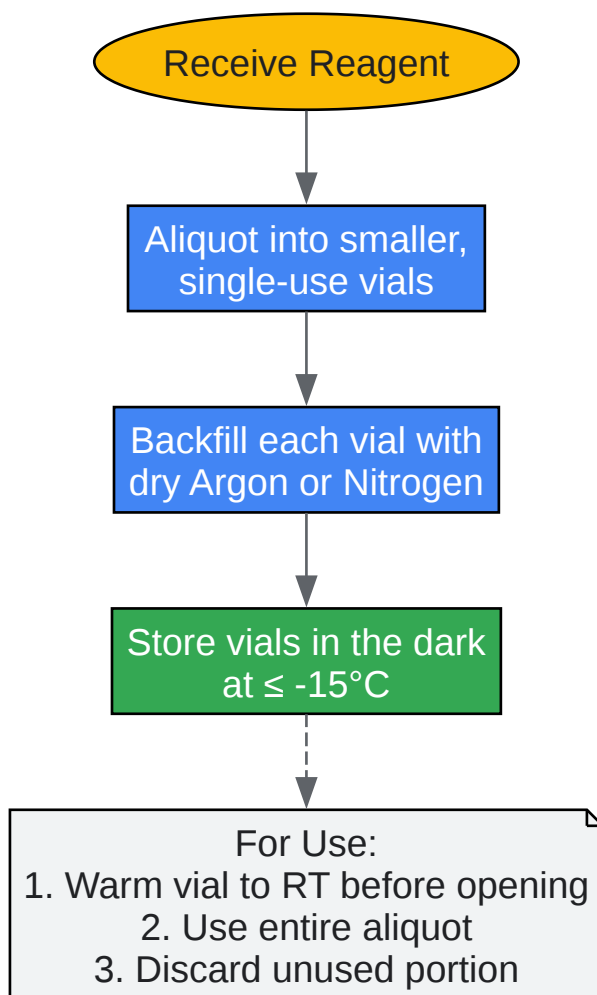 Receive Reagent
Aliquot into smaller,
single-use vials
Backfill each vial with
dry Argon or Nitrogen
Store vials in the dark
at ≤ -15°C
For Use:
1. Warm vial to RT before opening
2. Use entire aliquot
3. Discard unused portion